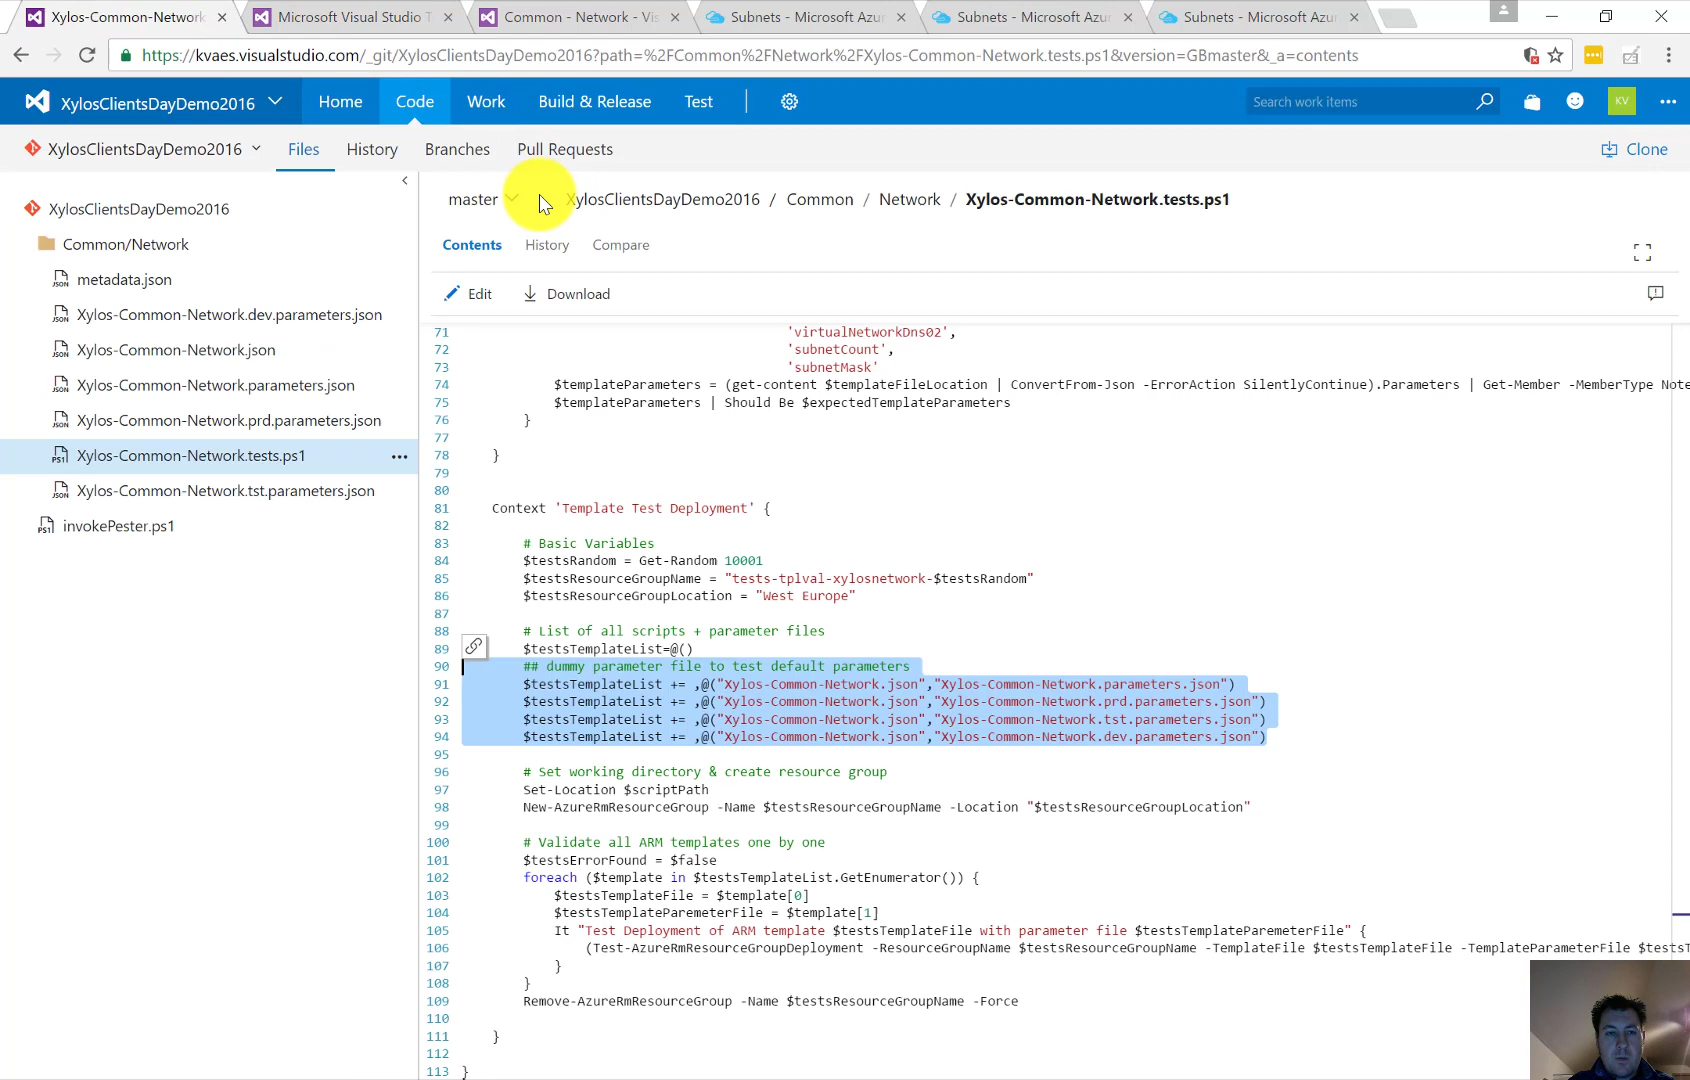 Xylos-Common-Network
Microsoft Visual Studio T
Common - Network - Vis
Subnets - Microsoft Azur
Subnets - Microsoft Azur
Subnets - Microsoft Azur
https://kvaes.visualstudio.com/_git/XylosClientsDayDemo2016?path=%2FCommon%2FNetwork%2FXylos-Common-Network.tests.ps1&version=GBmaster&_a=contents
XylosClientsDayDemo2016
Home
Code
Work
Build & Release
Test
Search work items
KV
XylosClientsDayDemo2016
Files
History
Branches
Pull Requests
Clone
XylosClientsDayDemo2016
Common/Network
JSON metadata.json
JSON Xylos-Common-Network.dev.parameters.json
JSON Xylos-Common-Network.json
JSON Xylos-Common-Network.parameters.json
JSON Xylos-Common-Network.prd.parameters.json
PS1 Xylos-Common-Network.tests.ps1
JSON Xylos-Common-Network.tst.parameters.json
PS1 invokePester.ps1
master
XylosClientsDayDemo2016 / Common / Network / Xylos-Common-Network.tests.ps1
Contents
History
Compare
Edit
Download
71 'virtualNetworkDns02',
72 'subnetCount',
73 'subnetMask'
74 $templateParameters = (get-content $templateFileLocation | ConvertFrom-Json -ErrorAction SilentlyContinue).Parameters | Get-Member -MemberType Note
75 $templateParameters | Should Be $expectedTemplateParameters
76 }
77
78 }
79
80
81 Context 'Template Test Deployment' {
82
83 # Basic Variables
84 $testsRandom = Get-Random 10001
85 $testsResourceGroupName = "tests-tplval-xylosnetwork-$testsRandom"
86 $testsResourceGroupLocation = "West Europe"
87
88 # List of all scripts + parameter files
89 $testsTemplateList=@()
90 ## dummy parameter file to test default parameters
91 $testsTemplateList += ,@("Xylos-Common-Network.json","Xylos-Common-Network.parameters.json")
92 $testsTemplateList += ,@("Xylos-Common-Network.json","Xylos-Common-Network.prd.parameters.json")
93 $testsTemplateList += ,@("Xylos-Common-Network.json","Xylos-Common-Network.tst.parameters.json")
94 $testsTemplateList += ,@("Xylos-Common-Network.json","Xylos-Common-Network.dev.parameters.json")
95
96 # Set working directory & create resource group
97 Set-Location $scriptPath
98 New-AzureRmResourceGroup -Name $testsResourceGroupName -Location "$testsResourceGroupLocation"
99
100 # Validate all ARM templates one by one
101 $testsErrorFound = $false
102 foreach ($template in $testsTemplateList.GetEnumerator()) {
103 $testsTemplateFile = $template[0]
104 $testsTemplateParemeterFile = $template[1]
105 It "Test Deployment of ARM template $testsTemplateFile with parameter file $testsTemplateParemeterFile" {
106 (Test-AzureRmResourceGroupDeployment -ResourceGroupName $testsResourceGroupName -TemplateFile $testsTemplateFile -TemplateParameterFile $testsT
107 }
108 }
109 Remove-AzureRmResourceGroup -Name $testsResourceGroupName -Force
110
111 }
112
113 }